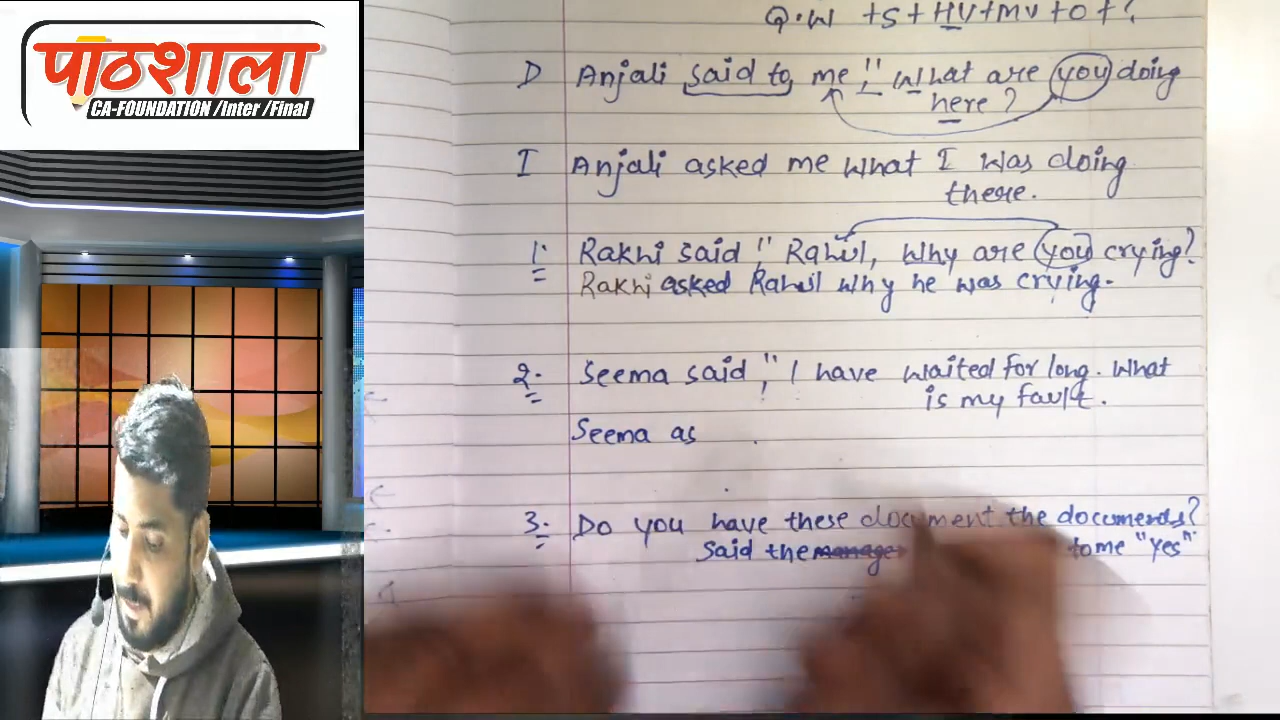 पाठशाला
CA-FOUNDATION /Inter /Final
Q.W +S+HV+MV+O+?
D Anjali said to me," What are you doing
here ?
I Anjali asked me what I was doing
there.
1. Rakhi said ," Rahul, Why are you crying?
Rakhi asked Rahul why he was crying.
2. Seema said ," I have waited for long. What
is my fault.
Seema as
3. Do you have these document the documents?
Said the manage
to me "Yes"